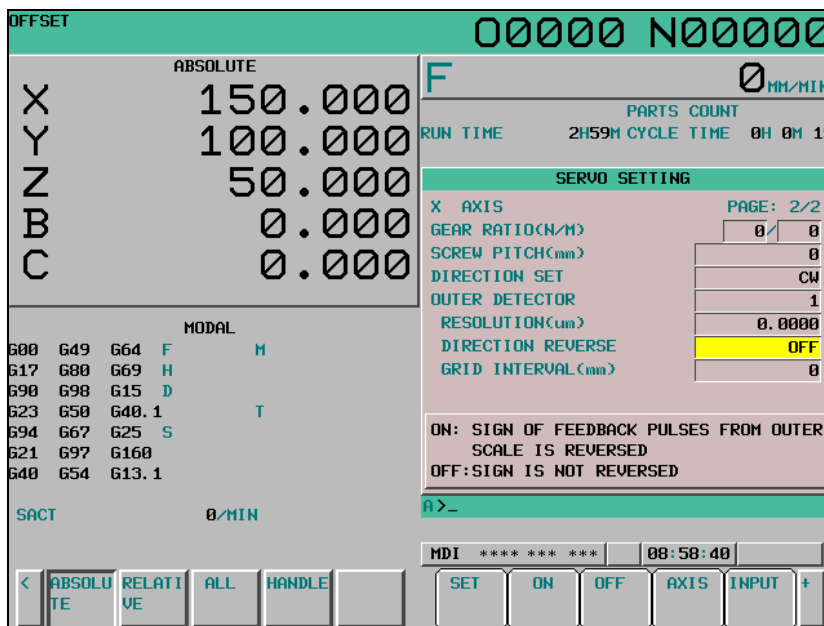 OFFSET
O0000 N00000
ABSOLUTE
X 150.000
Y 100.000
Z 50.000
B 0.000
C 0.000
F 0 MM/MIN
PARTS COUNT
RUN TIME 2H59M CYCLE TIME 0H 0M 1
SERVO SETTING
X AXIS PAGE: 2/2
GEAR RATIO(N/M) 0/ 0
SCREW PITCH(mm) 0
DIRECTION SET CW
OUTER DETECTOR 1
RESOLUTION(um) 0.0000
DIRECTION REVERSE OFF
GRID INTERVAL(mm) 0
ON: SIGN OF FEEDBACK PULSES FROM OUTER
SCALE IS REVERSED
OFF:SIGN IS NOT REVERSED
MODAL
G00 G49 G64 F M
G17 G80 G69 H
G90 G98 G15 D
G23 G50 G40.1 T
G94 G67 G25 S
G21 G97 G160
G40 G54 G13.1
SACT 0/MIN
A>_
MDI **** *** *** 08:58:40
< ABSOLU RELATI ALL HANDLE
TE VE
SET ON OFF AXIS INPUT +